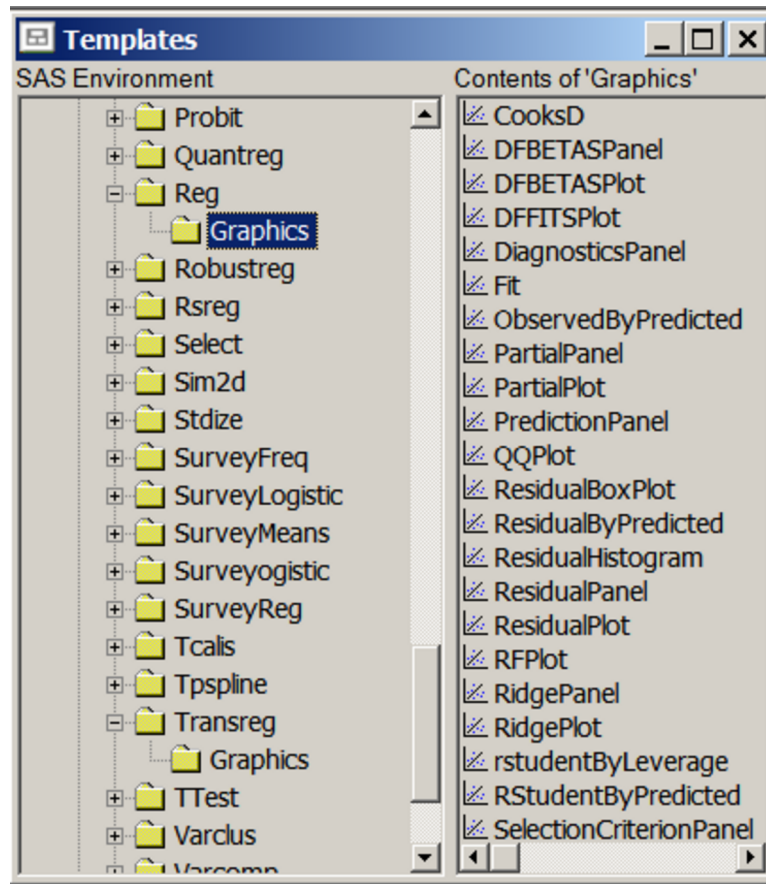 Templates
SAS Environment
Probit
Quantreg
Reg
Graphics
Robustreg
Rsreg
Select
Sim2d
Stdize
SurveyFreq
SurveyLogistic
SurveyMeans
Surveyogistic
SurveyReg
Tcalis
Tpspline
Transreg
Graphics
TTest
Varclus
Varcomp
Contents of 'Graphics'
CooksD
DFBETASPanel
DFBETASPlot
DFFITSPlot
DiagnosticsPanel
Fit
ObservedByPredicted
PartialPanel
PartialPlot
PredictionPanel
QQPlot
ResidualBoxPlot
ResidualByPredicted
ResidualHistogram
ResidualPanel
ResidualPlot
RFPlot
RidgePanel
RidgePlot
rstudentByLeverage
RStudentByPredicted
SelectionCriterionPanel